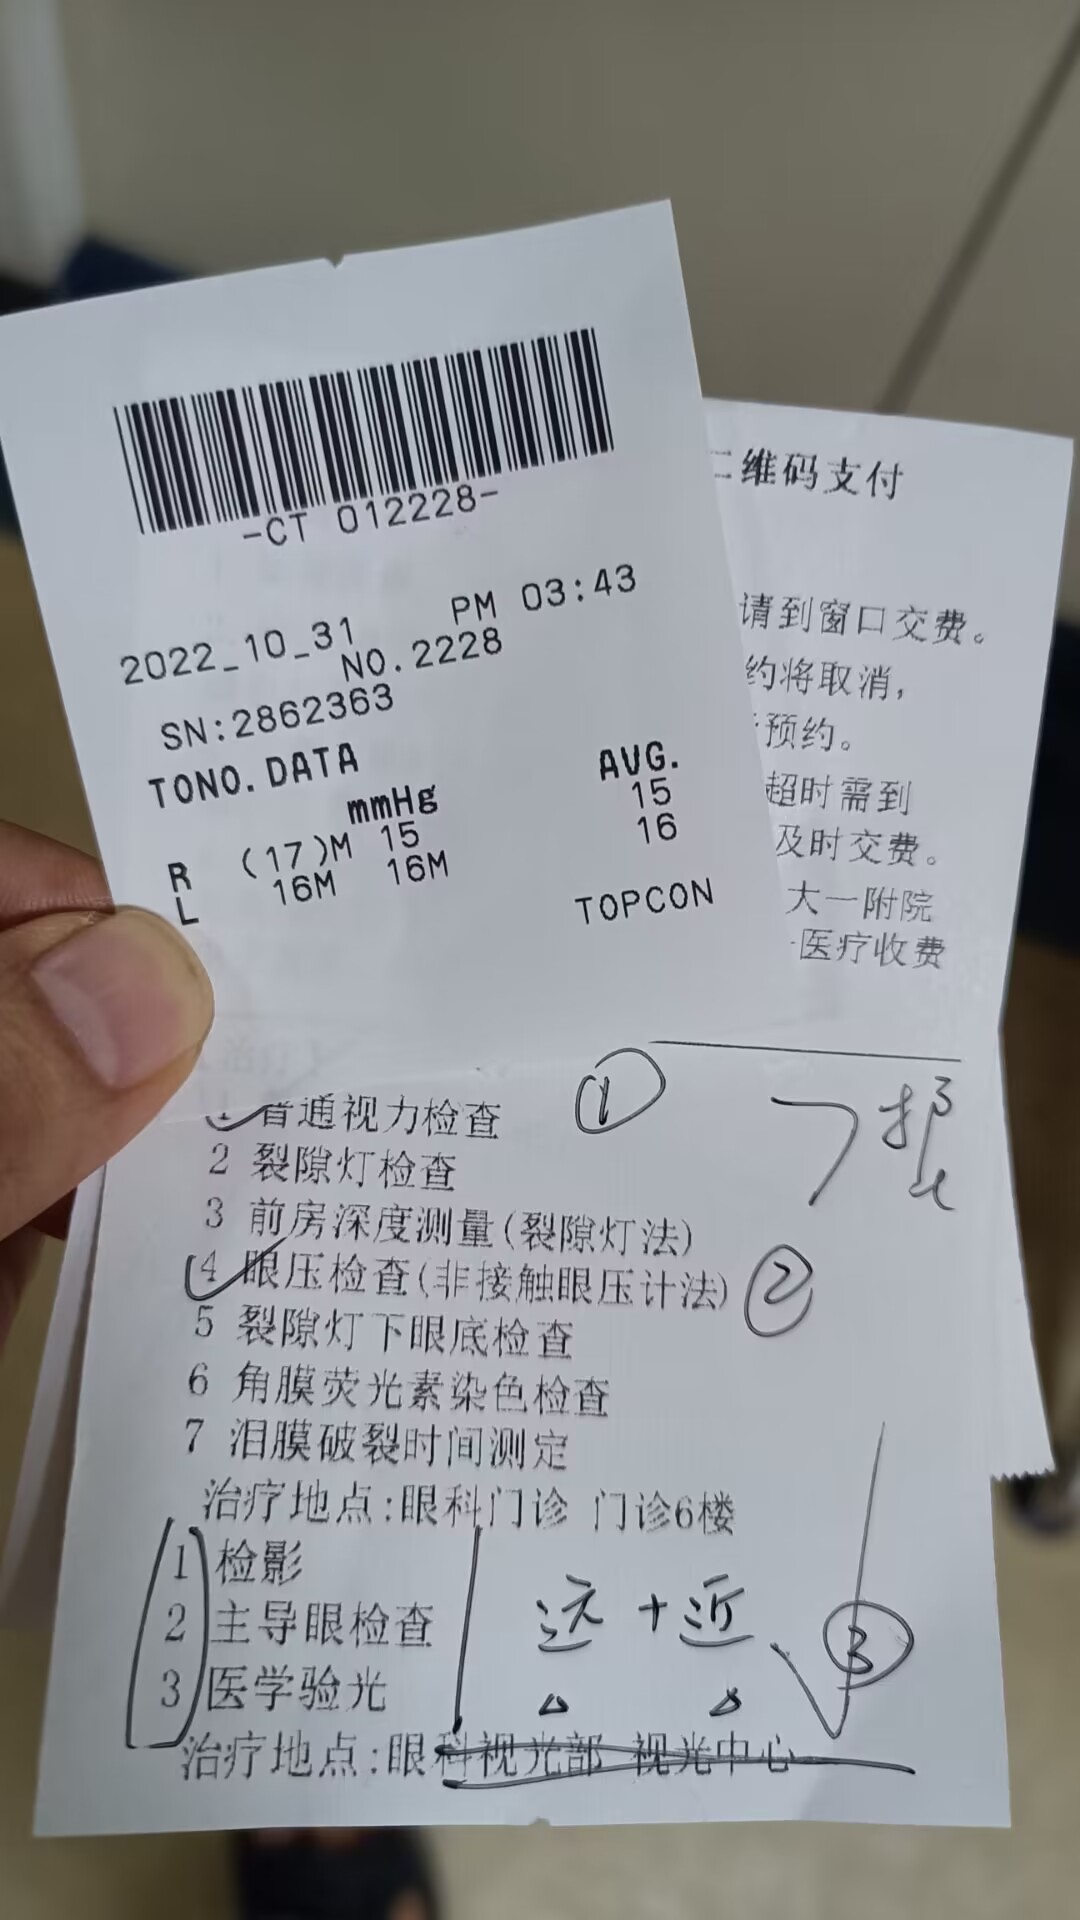 -CT 012228-
2022_10_31 PM 03:43
NO.2228
SN:2862363
TONO.DATA
mmHg AVG.
R (17)M 15 15
L 16M 16M 16
TOPCON
二维码支付
请到窗口交费。
约将取消，
预约。
超时需到
及时交费。
大一附院
医疗收费
1 普通视力检查 ①
2 裂隙灯检查
3 前房深度测量(裂隙灯法)
4 眼压检查(非接触眼压计法) ②
5 裂隙灯下眼底检查
6 角膜荧光素染色检查
7 泪膜破裂时间测定
治疗地点:眼科门诊 门诊6楼
1 检影
2 主导眼检查
3 医学验光
远+近 ③
治疗地点:眼科视光部 视光中心